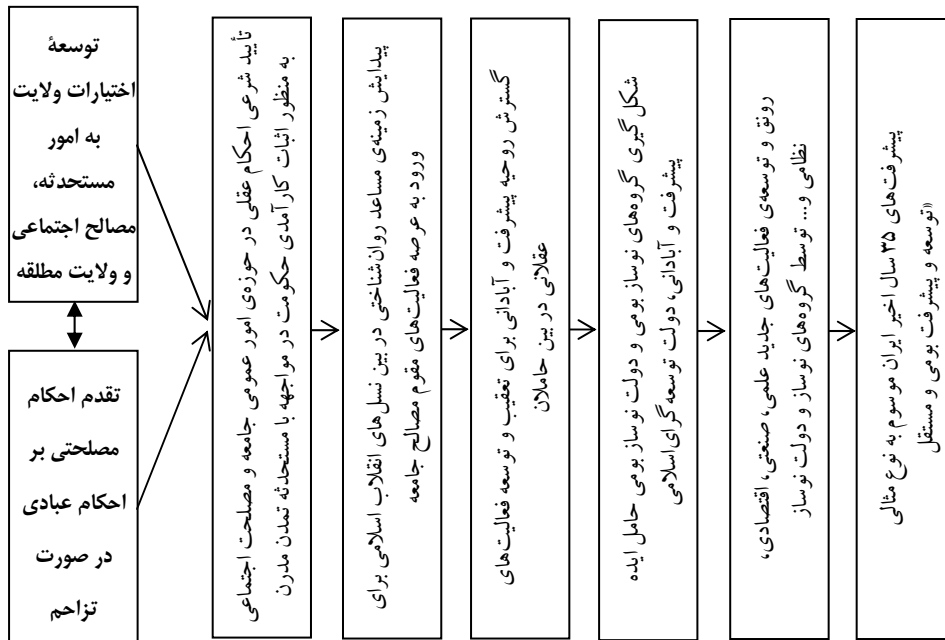 توسعهٔ
اختیارات ولایت
به امور
مستحدثه،
مصالح اجتماعی
و ولایت مطلقه
تقدم احکام
مصلحتی بر
احکام عبادی
در صورت
تزاحم
تأیید شرعی احکام عقلی در حوزه‌ی امور عمومی جامعه و مصلحت اجتماعی
به منظور اثبات کارآمدی حکومت در مواجهه با مستحدثه تمدن مدرن
پیدایش زمینه‌ی مساعد روان‌شناختی در بین نسل‌های انقلاب اسلامی برای
ورود به عرصه فعالیت‌های مقوم مصالح جامعه
گسترش روحیه پیشرفت و آبادانی برای تعقیب و توسعه فعالیت‌های
عقلانی در بین حاملان
شکل گیری گروه‌های نوساز بومی و دولت نوساز بومی حامل ایده
پیشرفت و آبادانی، دولت توسعه گرای‌اسلامی
رونق و توسعه‌ی فعالیت‌های جدید علمی، صنعتی، اقتصادی،
نظامی و... توسط گروه‌های نوساز و دولت نوساز
پیشرفت‌های ۳۵ سال اخیر ایران موسوم به نوع مثالی
«توسعه و پیشرفت بومی و مستقل